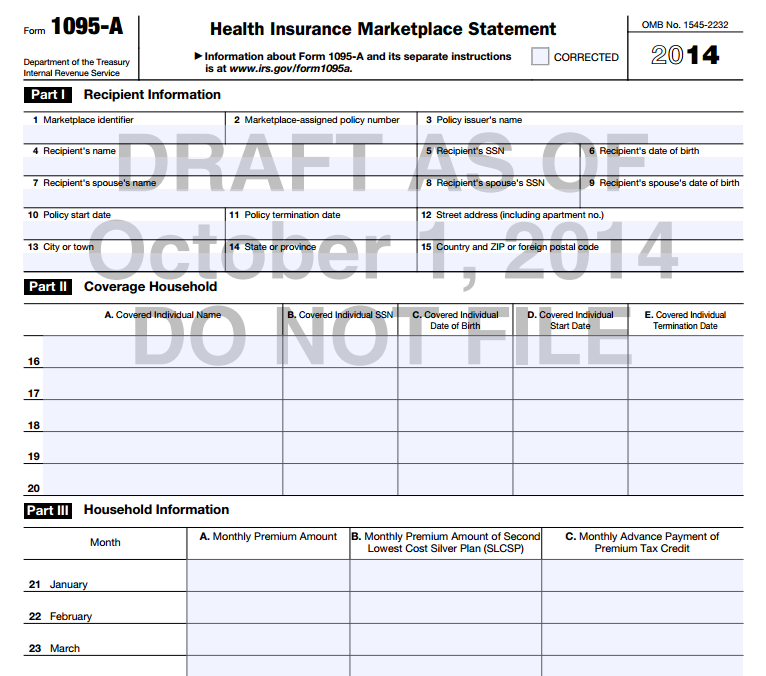 Form 1095-A
Department of the Treasury
Internal Revenue Service
Health Insurance Marketplace Statement
▶ Information about Form 1095-A and its separate instructions
is at www.irs.gov/form1095a.
CORRECTED
OMB No. 1545-2232
2014
Part I Recipient Information
1 Marketplace identifier 2 Marketplace-assigned policy number 3 Policy issuer's name
4 Recipient's name 5 Recipient's SSN 6 Recipient's date of birth
7 Recipient's spouse's name 8 Recipient's spouse's SSN 9 Recipient's spouse's date of birth
10 Policy start date 11 Policy termination date 12 Street address (including apartment no.)
13 City or town 14 State or province 15 Country and ZIP or foreign postal code
DRAFT AS OF
October 1, 2014
DO NOT FILE
Part II Coverage Household
A. Covered Individual Name B. Covered Individual SSN C. Covered Individual D. Covered Individual E. Covered Individual
Date of Birth Start Date Termination Date
16
17
18
19
20
Part III Household Information
Month A. Monthly Premium Amount B. Monthly Premium Amount of Second C. Monthly Advance Payment of
Lowest Cost Silver Plan (SLCSP) Premium Tax Credit
21 January
22 February
23 March